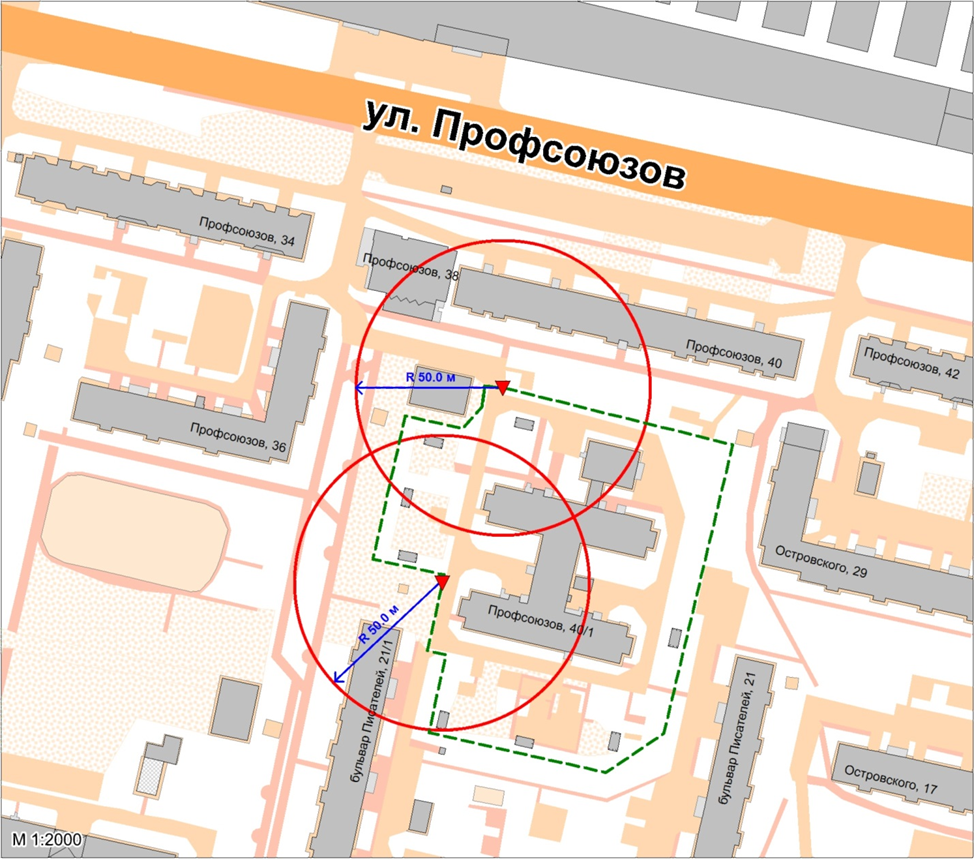 ул. Профсоюзов
Профсоюзов, 34
Профсоюзов, 38
Профсоюзов, 40
Профсоюзов, 42
R 50.0 м
Профсоюзов, 36
Островского, 29
R 50.0 м
Профсоюзов, 40/1
бульвар Писателей, 21/1
бульвар Писателей, 21
Островского, 17
М 1:2000